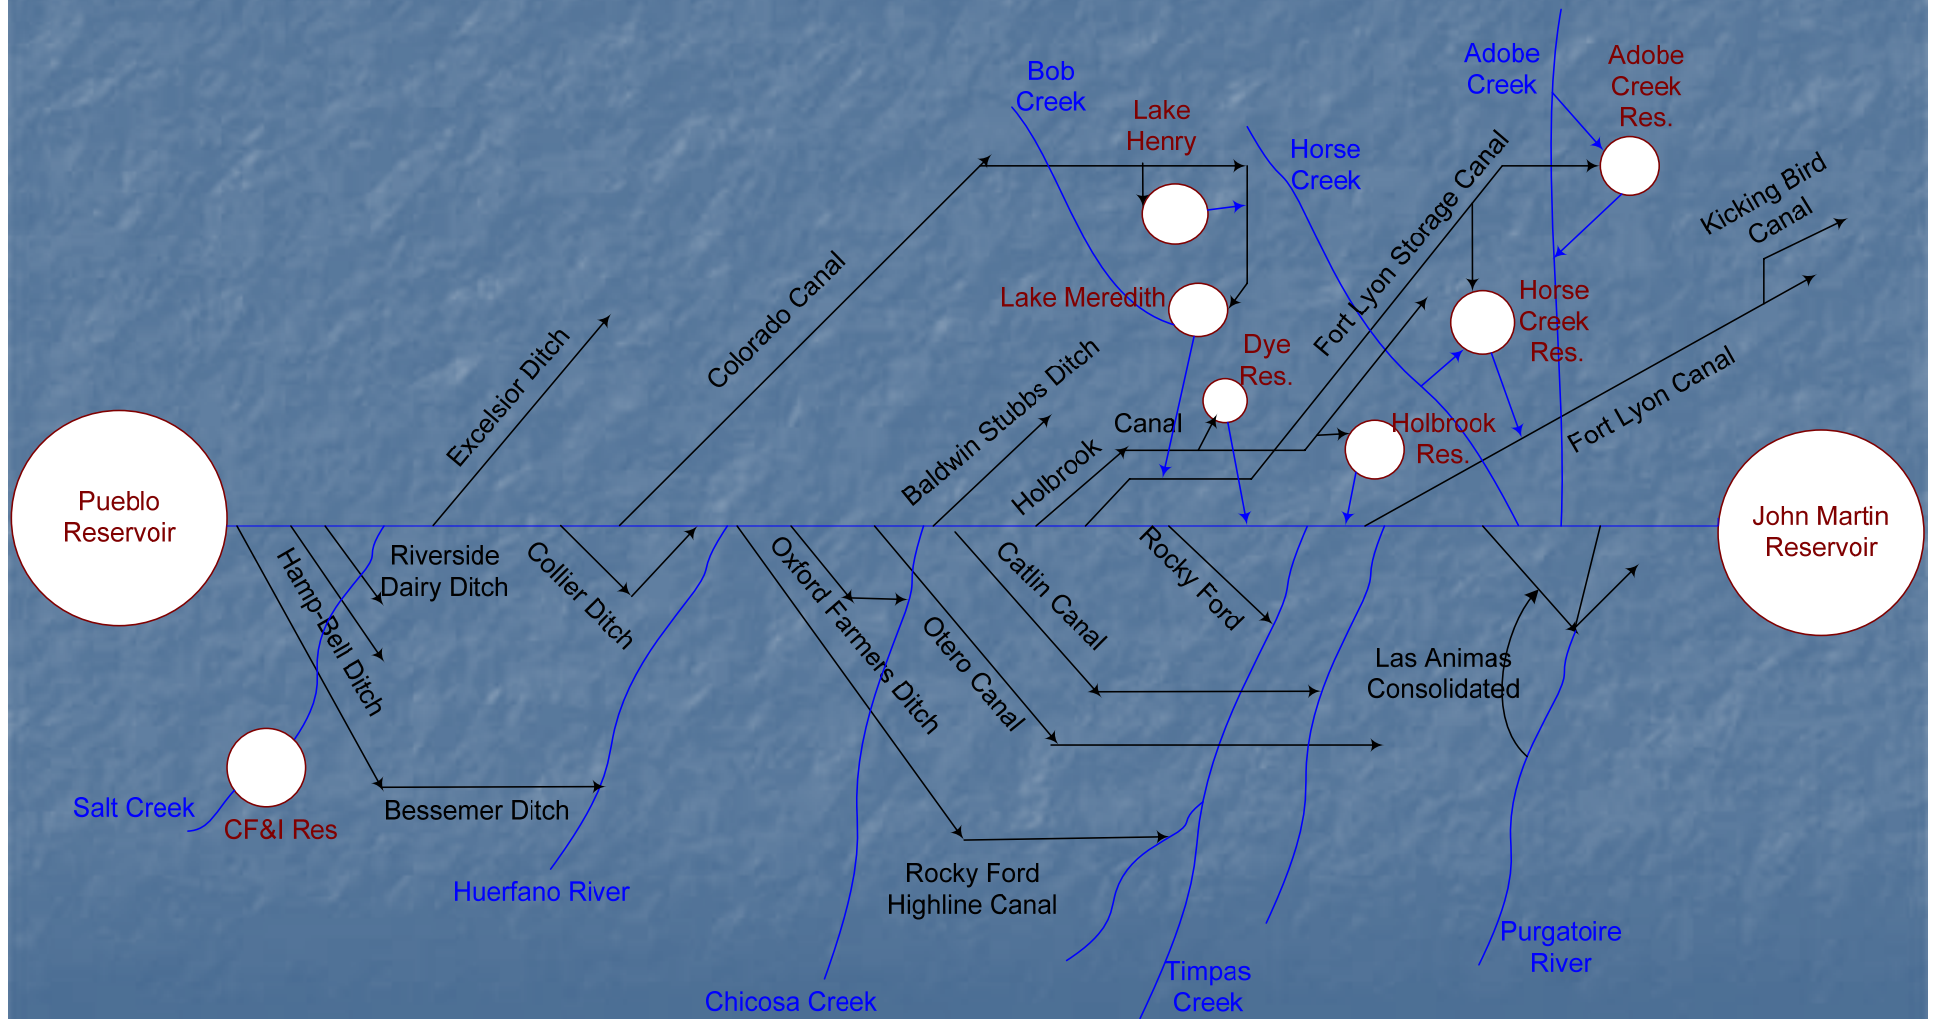 Bob
Creek
Lake
Henry
Horse
Creek
Adobe
Creek
Adobe
Creek
Res.
Kicking Bird
Canal
Fort Lyon Storage Canal
Colorado Canal
Lake Meredith
Horse
Creek
Res.
Excelsior Ditch
Baldwin Stubbs Ditch
Dye
Res.
Holbrook
Canal
Holbrook
Res.
Fort Lyon Canal
Pueblo
Reservoir
John Martin
Reservoir
Hamp-Bell Ditch
Riverside
Dairy Ditch
Collier Ditch
Oxford Farmers Ditch
Otero Canal
Catlin Canal
Rocky Ford
Las Animas
Consolidated
Salt Creek
CF&I Res
Bessemer Ditch
Huerfano River
Rocky Ford
Highline Canal
Chicosa Creek
Timpas
Creek
Purgatoire
River